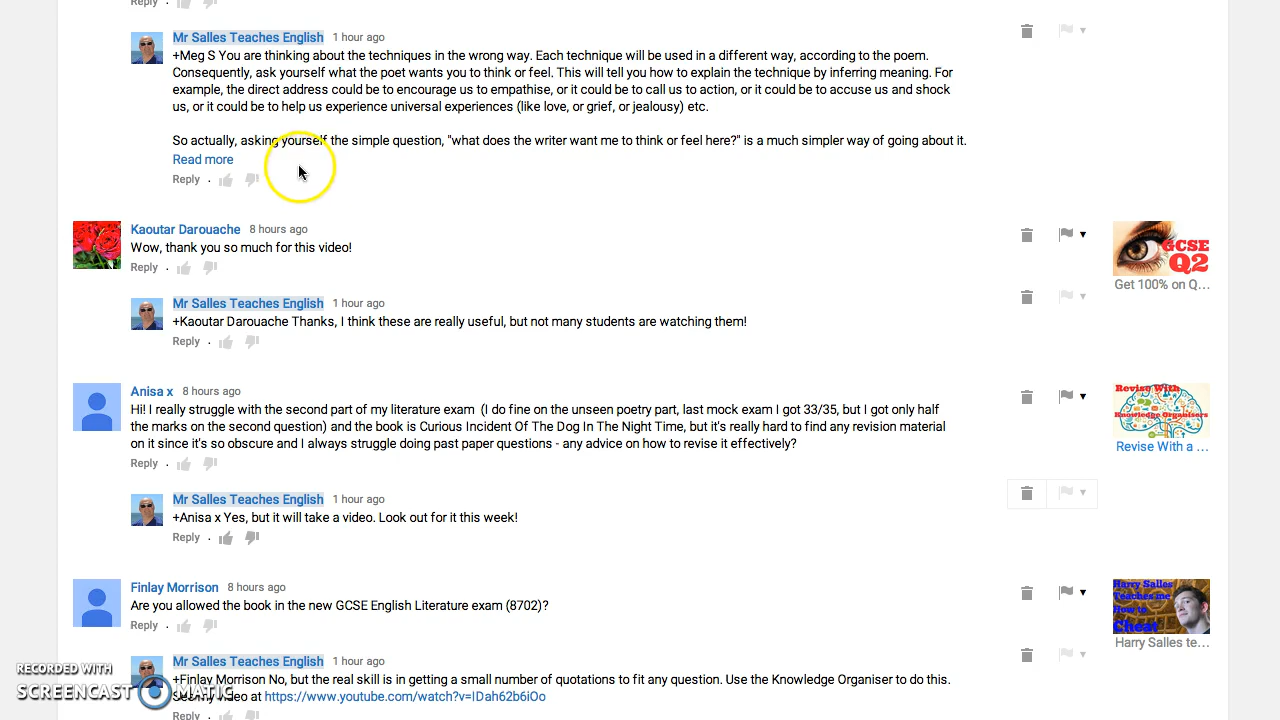 Reply
Mr Salles Teaches English 1 hour ago
+Meg S You are thinking about the techniques in the wrong way. Each technique will be used in a different way, according to the poem.
Consequently, ask yourself what the poet wants you to think or feel. This will tell you how to explain the technique by inferring meaning. For
example, the direct address could be to encourage us to empathise, or it could be to call us to action, or it could be to accuse us and shock
us, or it could be to help us experience universal experiences (like love, or grief, or jealousy) etc.
So actually, asking yourself the simple question, "what does the writer want me to think or feel here?" is a much simpler way of going about it.
Read more
Reply .
Kaoutar Darouache 8 hours ago
Wow, thank you so much for this video!
Reply .
GCSE
Q2
Get 100% on Q...
Mr Salles Teaches English 1 hour ago
+Kaoutar Darouache Thanks, I think these are really useful, but not many students are watching them!
Reply .
Anisa x 8 hours ago
Hi! I really struggle with the second part of my literature exam (I do fine on the unseen poetry part, last mock exam I got 33/35, but I got only half
the marks on the second question) and the book is Curious Incident Of The Dog In The Night Time, but it's really hard to find any revision material
on it since it's so obscure and I always struggle doing past paper questions - any advice on how to revise it effectively?
Reply .
Revise With
Knowledge Organisers
Revise With a ...
Mr Salles Teaches English 1 hour ago
+Anisa x Yes, but it will take a video. Look out for it this week!
Reply .
Finlay Morrison 8 hours ago
Are you allowed the book in the new GCSE English Literature exam (8702)?
Reply .
Harry Salles
Teaches me
How to
Cheat
Harry Salles te...
Mr Salles Teaches English 1 hour ago
+Finlay Morrison No, but the real skill is in getting a small number of quotations to fit any question. Use the Knowledge Organiser to do this.
video at https://www.youtube.com/watch?v=IDah62b6iOo
Reply
RECORDED WITH
SCREENCAST MATIC